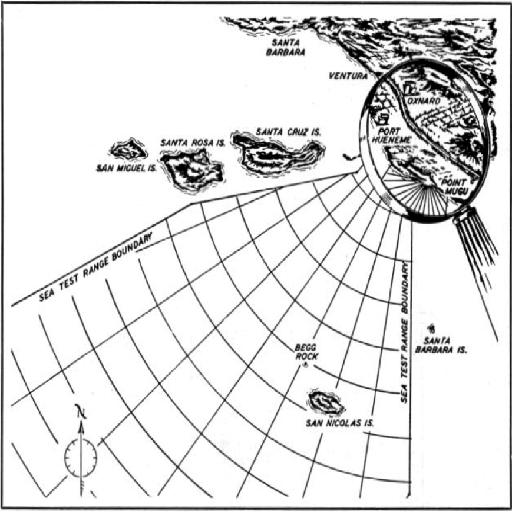 SANTA
BARBARA
VENTURA
OXNARD
PORT
HUENEME
SANTA CRUZ IS.
SANTA ROSA IS.
SAN MIGUEL IS.
POINT
MUGU
SEA TEST RANGE BOUNDARY
SEA TEST RANGE BOUNDARY
SANTA
BARBARA IS.
BEGG
ROCK
SAN NICOLAS IS.
N